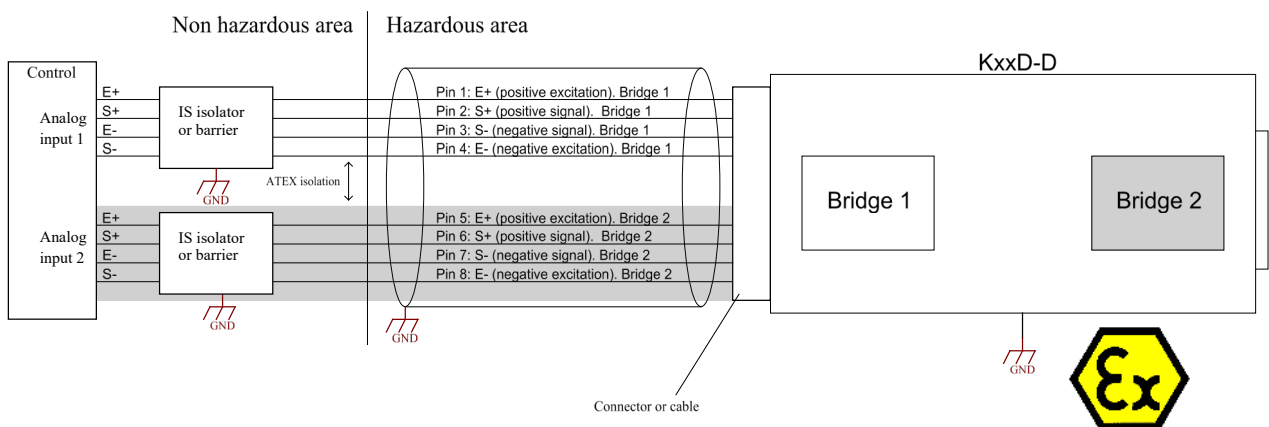 Non hazardous area
Hazardous area
KxxD-D
Control
Analog
input 1
E+
S+
E-
S-
IS isolator
or barrier
GND
ATEX isolation
Pin 1: E+ (positive excitation). Bridge 1
Pin 2: S+ (positive signal).  Bridge 1
Pin 3: S- (negative signal). Bridge 1
Pin 4: E- (negative excitation). Bridge 1
Bridge 1
Bridge 2
Analog
input 2
E+
S+
E-
S-
IS isolator
or barrier
GND
Pin 5: E+ (positive excitation). Bridge 2
Pin 6: S+ (positive signal).  Bridge 2
Pin 7: S- (negative signal). Bridge 2
Pin 8: E- (negative excitation). Bridge 2
GND
GND
Ex
Connector or cable